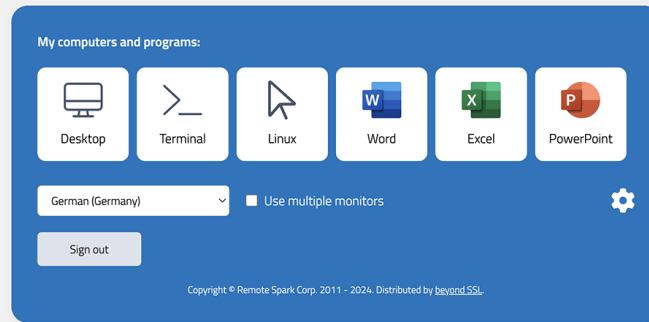 My computers and programs:
Desktop
Terminal
Linux
W
Word
X
Excel
P
PowerPoint
German (Germany)
Use multiple monitors
Sign out
Copyright © Remote Spark Corp. 2011 - 2024. Distributed by beyond SSL.